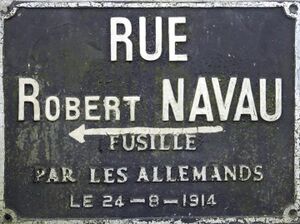 RUE
ROBERT NAVAU
FUSILLE
PAR LES ALLEMANDS
LE 24-8-1914